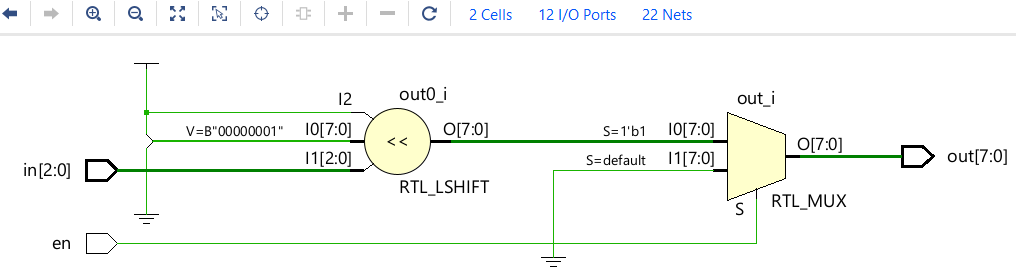 2 Cells 12 I/O Ports 22 Nets
out0_i
out_i
I2
V=B"00000001" I0[7:0] O[7:0] S=1'b1 I0[7:0] O[7:0]
<<
in[2:0] I1[2:0] S=default I1[7:0] out[7:0]
RTL_LSHIFT
S RTL_MUX
en